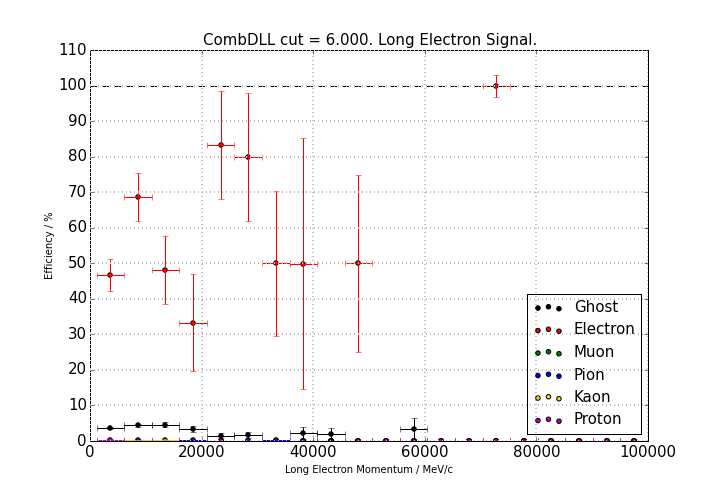 CombDLL cut = 6.000. Long Electron Signal.
110
100
90
80
70
60
50
40
30
20
10
0
Efficiency / %
Ghost
Electron
Muon
Pion
Kaon
Proton
0 20000 40000 60000 80000 100000
Long Electron Momentum / MeV/c